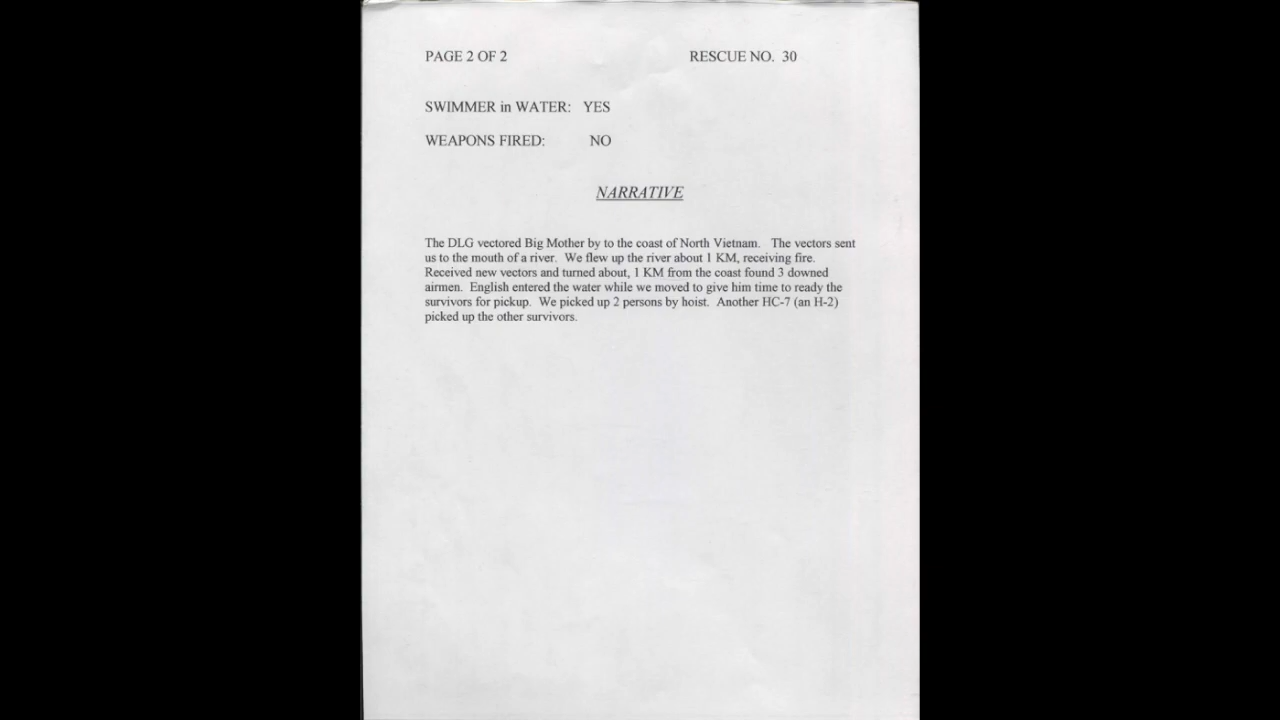 PAGE 2 OF 2 RESCUE NO. 30
SWIMMER in WATER: YES
WEAPONS FIRED: NO
NARRATIVE
The DLG vectored Big Mother by to the coast of North Vietnam. The vectors sent
us to the mouth of a river. We flew up the river about 1 KM, receiving fire.
Received new vectors and turned about, 1 KM from the coast found 3 downed
airmen. English entered the water while we moved to give him time to ready the
survivors for pickup. We picked up 2 persons by hoist. Another HC-7 (an H-2)
picked up the other survivors.